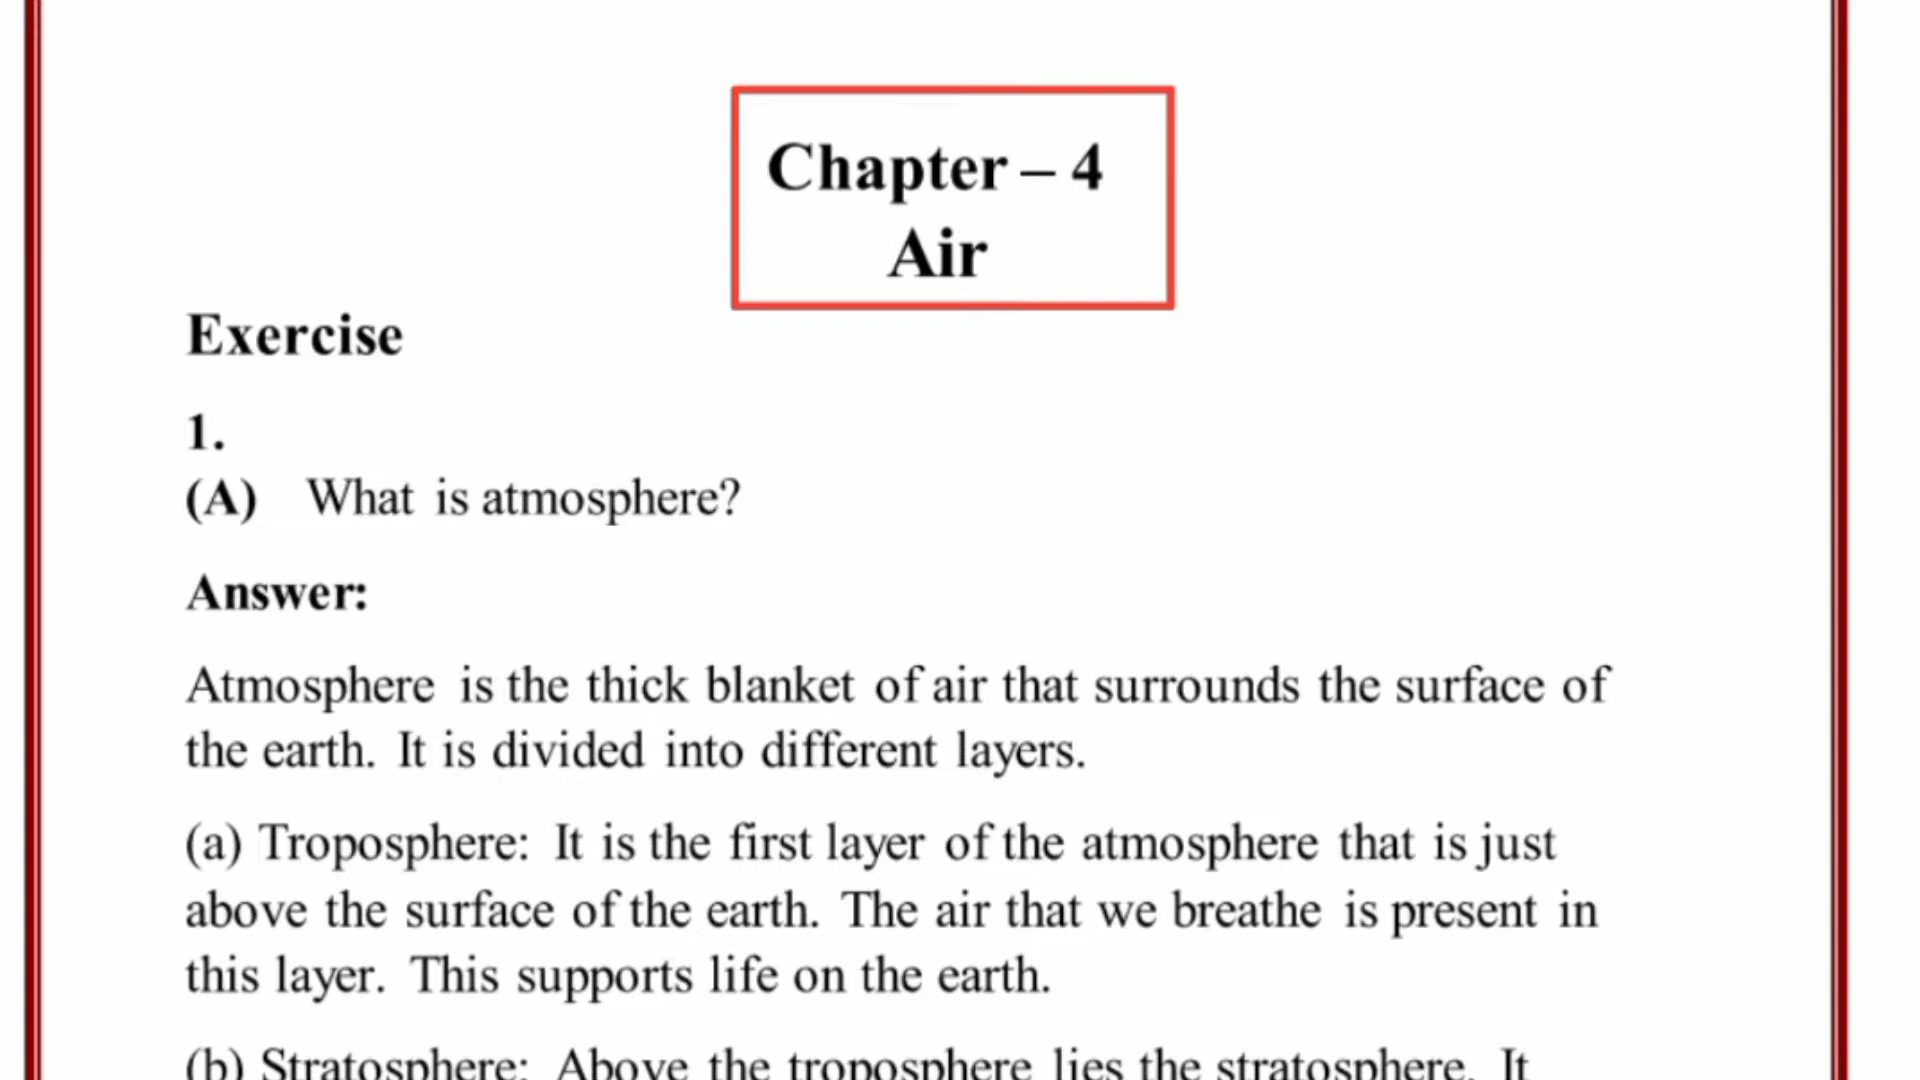 Chapter – 4
Air
Exercise
1.
(A) What is atmosphere?
Answer:
Atmosphere is the thick blanket of air that surrounds the surface of
the earth. It is divided into different layers.
(a) Troposphere: It is the first layer of the atmosphere that is just
above the surface of the earth. The air that we breathe is present in
this layer. This supports life on the earth.
(b) Stratosphere: Above the troposphere lies the stratosphere. It